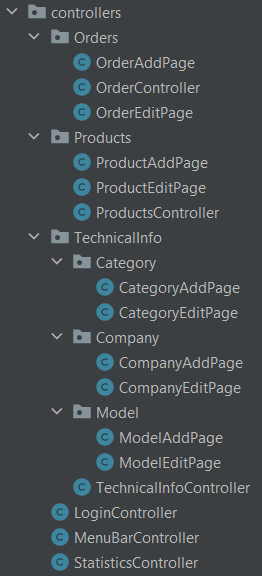 controllers
Orders
OrderAddPage
OrderController
OrderEditPage
Products
ProductAddPage
ProductEditPage
ProductsController
TechnicalInfo
Category
CategoryAddPage
CategoryEditPage
Company
CompanyAddPage
CompanyEditPage
Model
ModelAddPage
ModelEditPage
TechnicalInfoController
LoginController
MenuBarController
StatisticsController